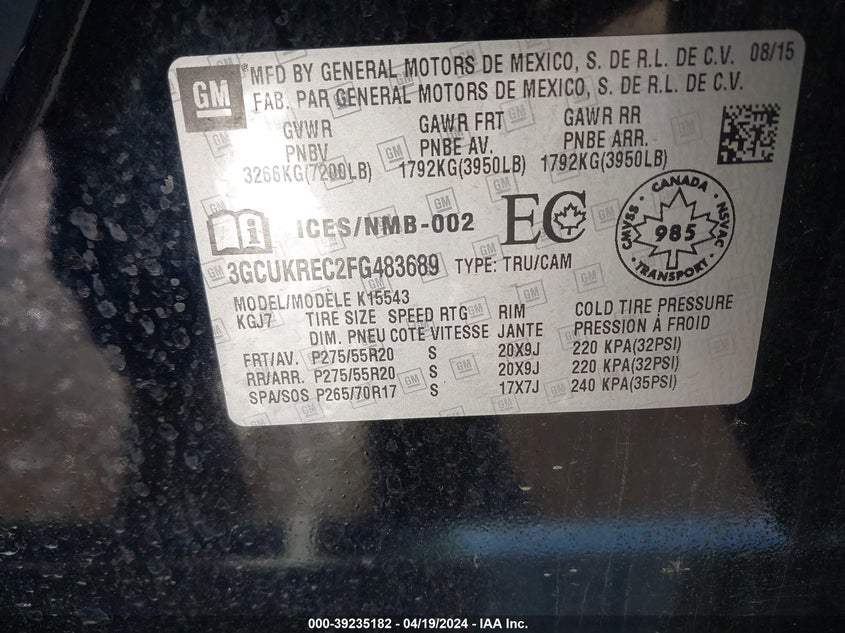 GM
MFD BY GENERAL MOTORS DE MEXICO, S. DE R.L. DE C.V. 08/15
FAB. PAR GENERAL MOTORS DE MEXICO, S. DE R.L. DE C.V.
GVWR GAWR FRT GAWR RR
PNBV PNBE AV. PNBE ARR.
3266KG(7200LB) 1792KG(3950LB) 1792KG(3950LB)
ICES/NMB-002 EC
CANADA
CMVSS · NSVAC
985
TRANSPORT
3GCUKREC2FG483689 TYPE: TRU/CAM
MODEL/MODÈLE K15543
KGJ7 TIRE SIZE SPEED RTG RIM COLD TIRE PRESSURE
DIM. PNEU COTE VITESSE JANTE PRESSION À FROID
FRT/AV. P275/55R20 S 20X9J 220 KPA(32PSI)
RR/ARR. P275/55R20 S 20X9J 220 KPA(32PSI)
SPA/SOS P265/70R17 S 17X7J 240 KPA(35PSI)
000-39235182 - 04/19/2024 - IAA Inc.